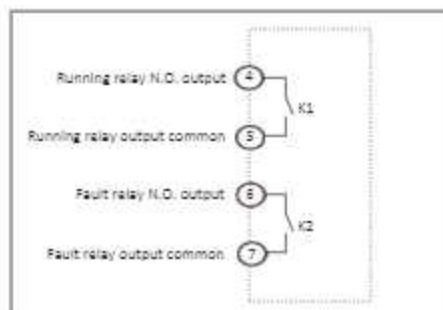 Running relay N.O. output 4
K1
Running relay output common 5
Fault relay N.O. output 6
K2
Fault relay output common 7